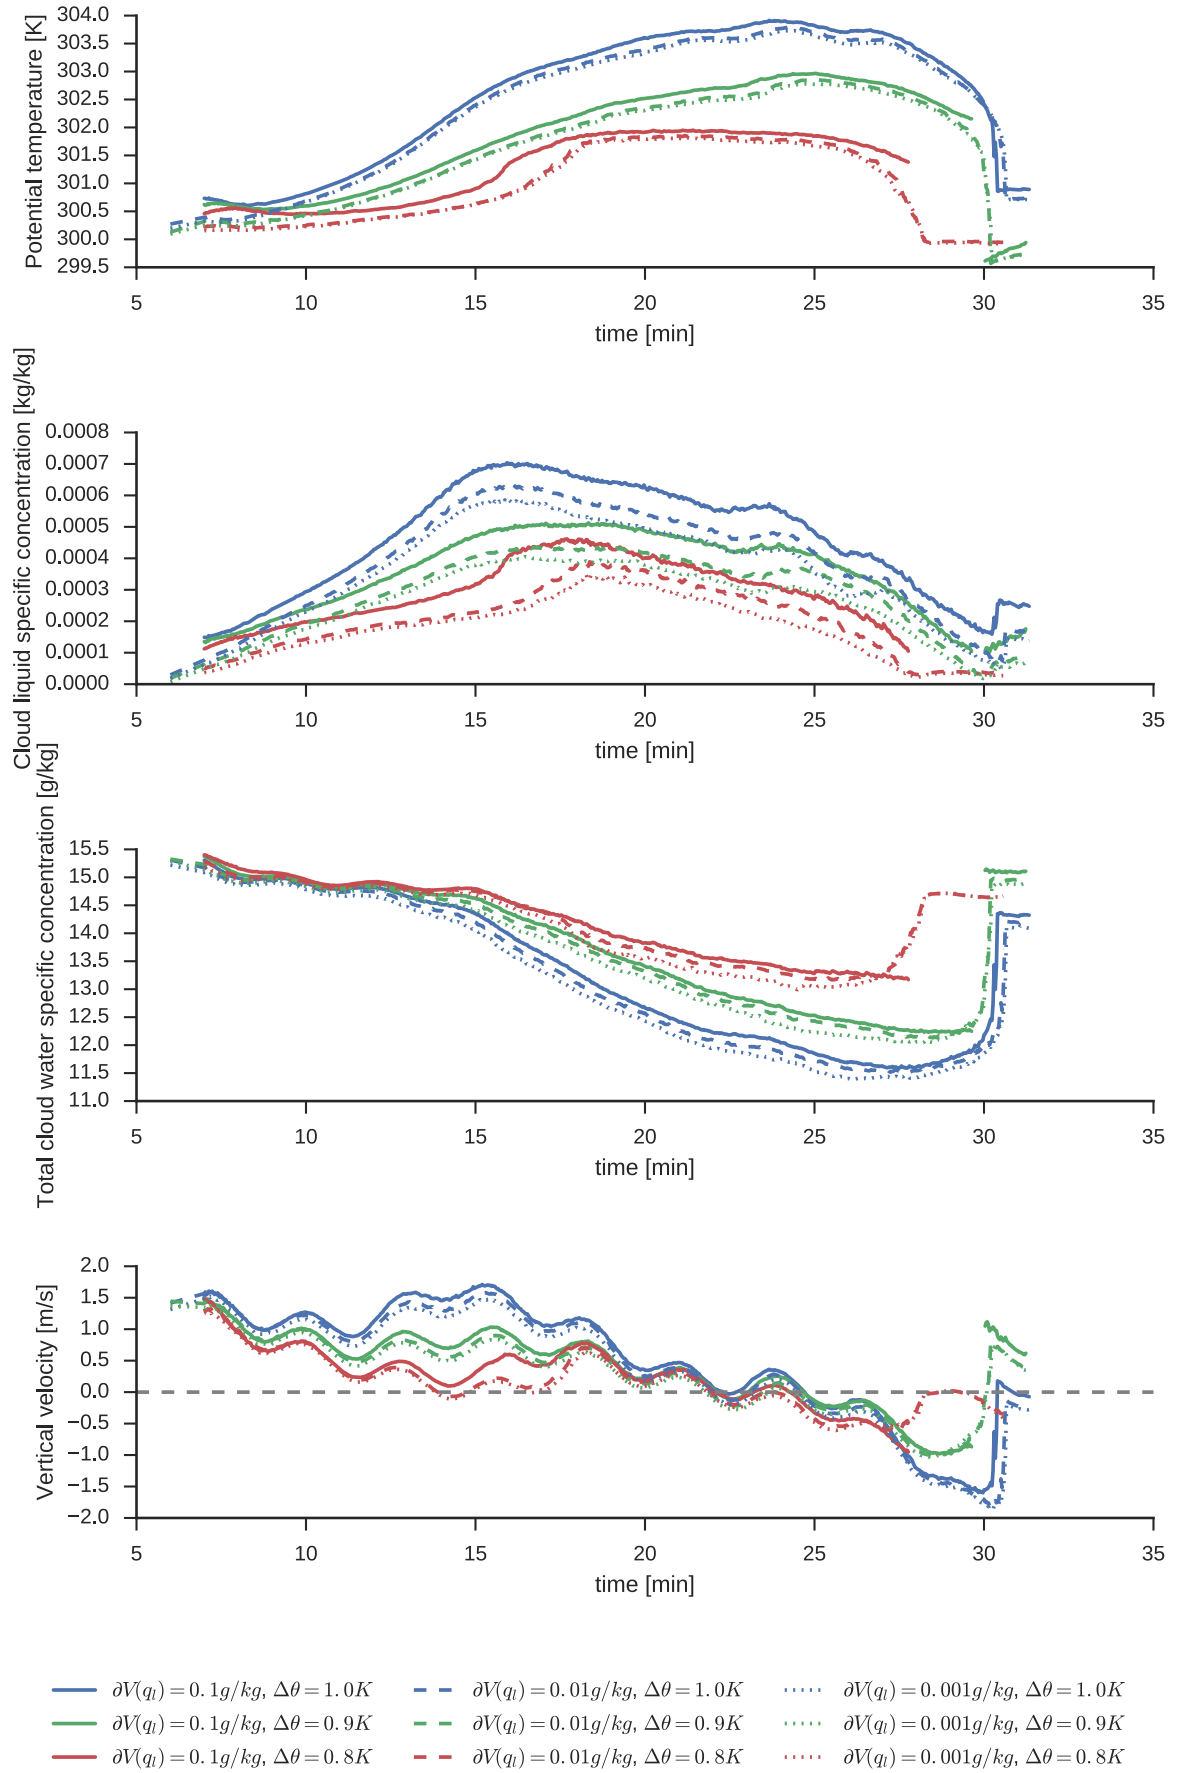 Potential temperature [K]
304.0
303.5
303.0
302.5
302.0
301.5
301.0
300.5
300.0
299.5
5 10 15 20 25 30 35
time [min]
Cloud liquid specific concentration [kg/kg]
0.0008
0.0007
0.0006
0.0005
0.0004
0.0003
0.0002
0.0001
0.0000
5 10 15 20 25 30 35
time [min]
Total cloud water specific concentration [g/kg]
15.5
15.0
14.5
14.0
13.5
13.0
12.5
12.0
11.5
11.0
5 10 15 20 25 30 35
time [min]
Vertical velocity [m/s]
2.0
1.5
1.0
0.5
0.0
−0.5
−1.0
−1.5
−2.0
5 10 15 20 25 30 35
time [min]
∂V(q_l) = 0.1g/kg, Δθ = 1.0K ∂V(q_l) = 0.01g/kg, Δθ = 1.0K ∂V(q_l) = 0.001g/kg, Δθ = 1.0K
∂V(q_l) = 0.1g/kg, Δθ = 0.9K ∂V(q_l) = 0.01g/kg, Δθ = 0.9K ∂V(q_l) = 0.001g/kg, Δθ = 0.9K
∂V(q_l) = 0.1g/kg, Δθ = 0.8K ∂V(q_l) = 0.01g/kg, Δθ = 0.8K ∂V(q_l) = 0.001g/kg, Δθ = 0.8K